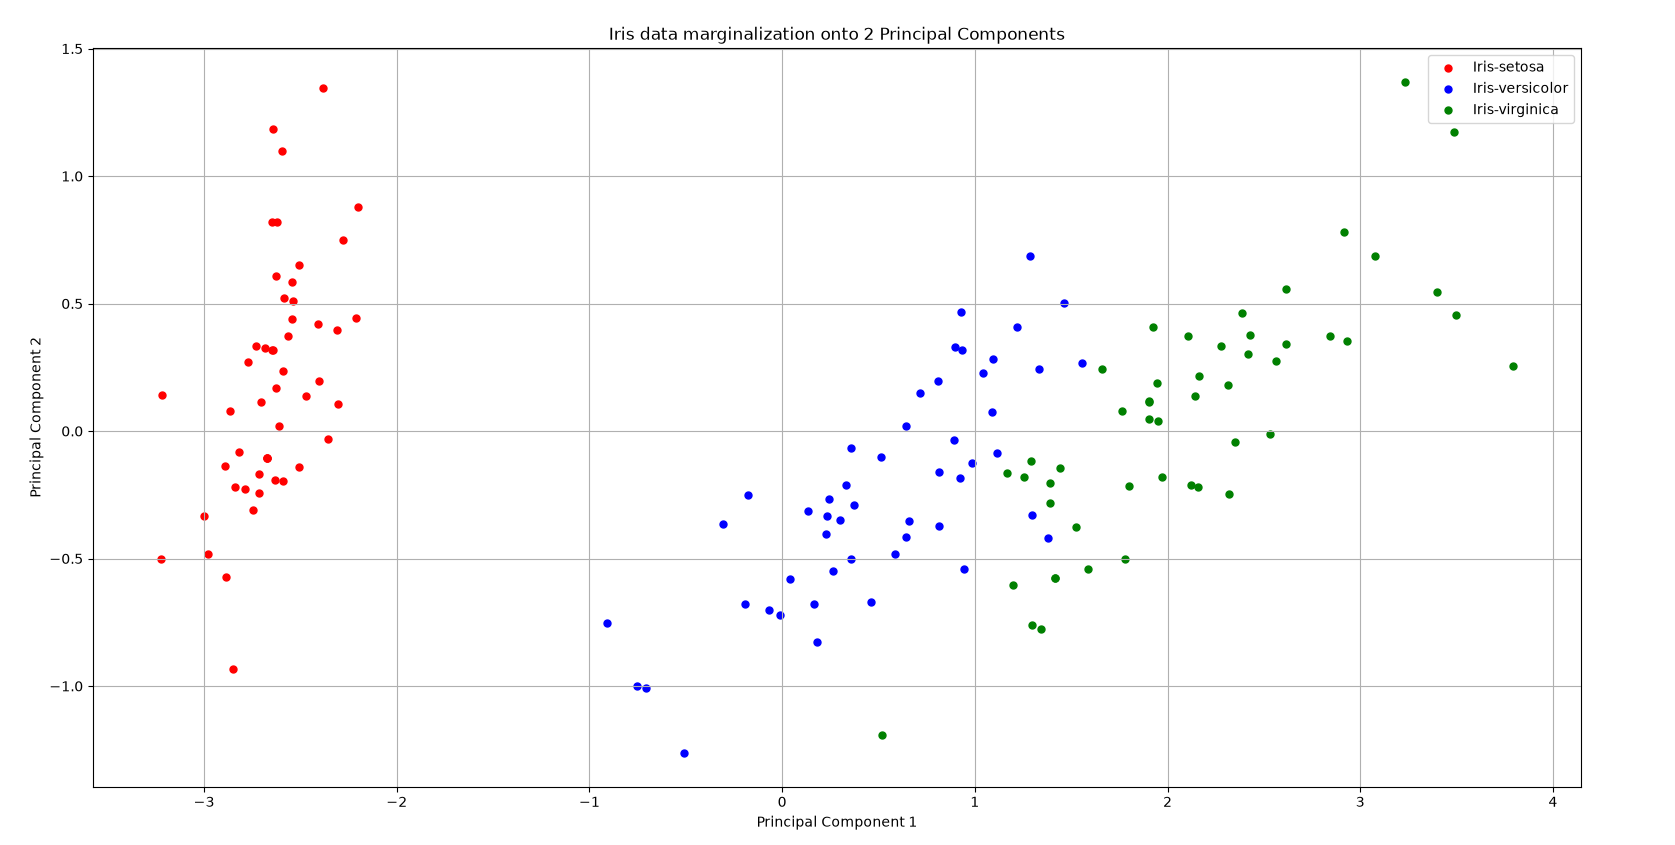 Iris data marginalization onto 2 Principal Components
Iris-setosa
Iris-versicolor
Iris-virginica
Principal Component 2
1.5
1.0
0.5
0.0
−0.5
−1.0
−3 −2 −1 0 1 2 3 4
Principal Component 1